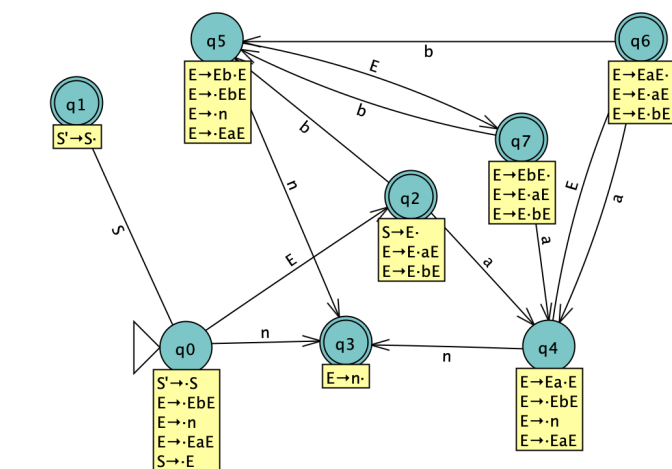 q5
E→Eb·E
E→·EbE
E→·n
E→·EaE
q6
E→EaE·
E→E·aE
E→E·bE
b
E
b
q1
S'→S·
q7
E→EbE·
E→E·aE
E→E·bE
b
n
q2
S→E·
E→E·aE
E→E·bE
E
a
S
E
a
a
q0
S'→·S
E→·EbE
E→·n
E→·EaE
S→·E
n
q3
E→n·
n
q4
E→Ea·E
E→·EbE
E→·n
E→·EaE